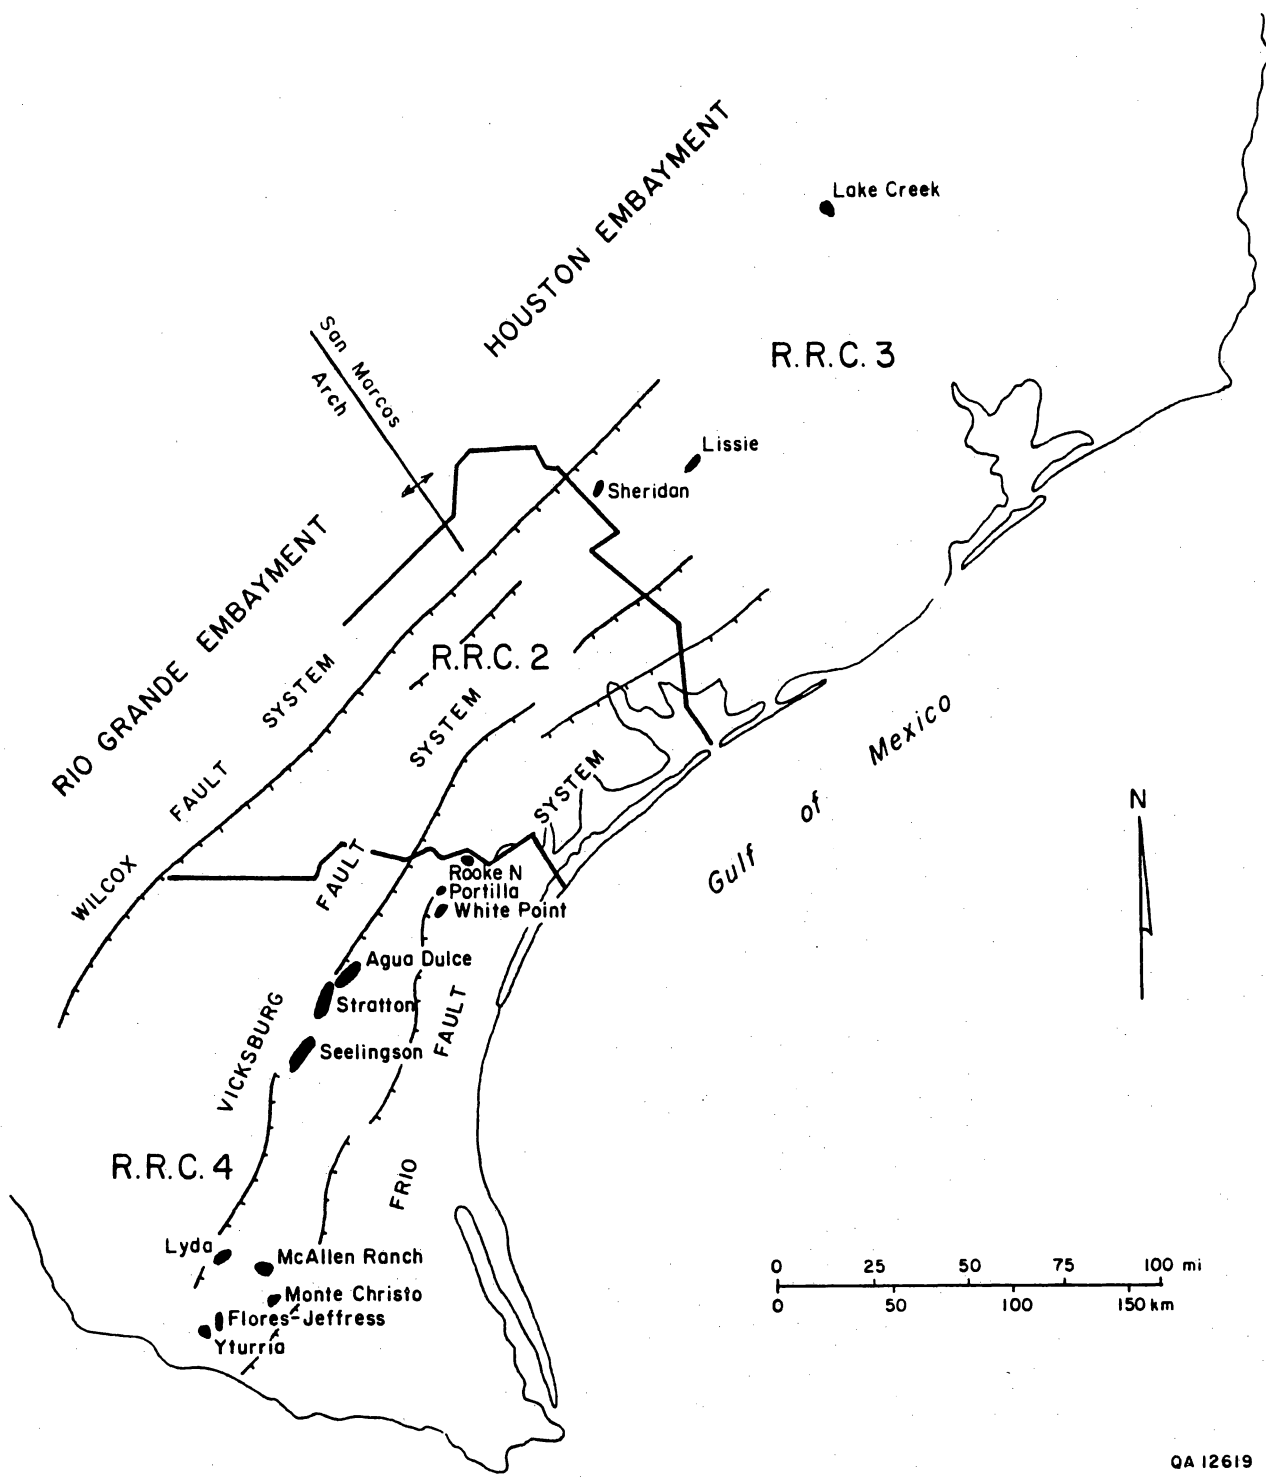 Lake Creek
HOUSTON EMBAYMENT
R.R.C. 3
San Marcos
Arch
Lissie
Sheridan
RIO GRANDE EMBAYMENT
R.R.C. 2
WILCOX FAULT SYSTEM
VICKSBURG FAULT SYSTEM
FRIO FAULT SYSTEM
Gulf of Mexico
N
Rooke N
Portilla
White Point
Agua Dulce
Stratton
Seelingson
R.R.C. 4
Lyda
McAllen Ranch
Monte Christo
Flores-Jeffress
Yturria
0 25 50 75 100 mi
0 50 100 150 km
QA 12619